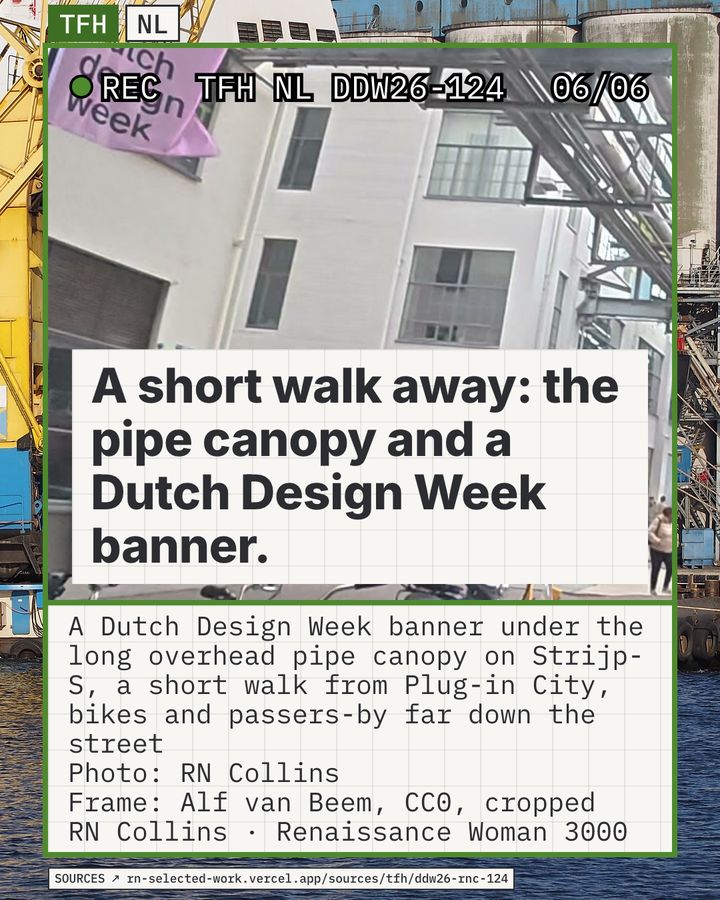 TFH NL
dutch
design
week
REC TFH NL DDW26-124 06/06
A short walk away: the
pipe canopy and a
Dutch Design Week
banner.
A Dutch Design Week banner under the
long overhead pipe canopy on Strijp-
S, a short walk from Plug-in City,
bikes and passers-by far down the
street
Photo: RN Collins
Frame: Alf van Beem, CC0, cropped
RN Collins · Renaissance Woman 3000
SOURCES ↗ rn-selected-work.vercel.app/sources/tfh/ddw26-rnc-124